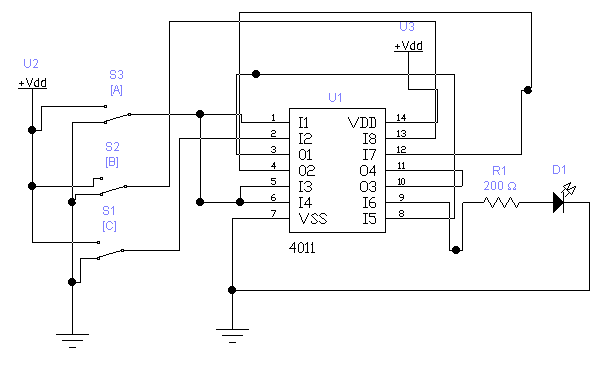 U3
+Vdd
U2
+Vdd
S3
[A]
S2
[B]
S1
[C]
U1
1 I1 VDD 14
2 I2 I8 13
3 O1 I7 12
4 O2 O4 11
5 I3 O3 10
6 I4 I6 9
7 VSS I5 8
4011
R1
200 Ω
D1